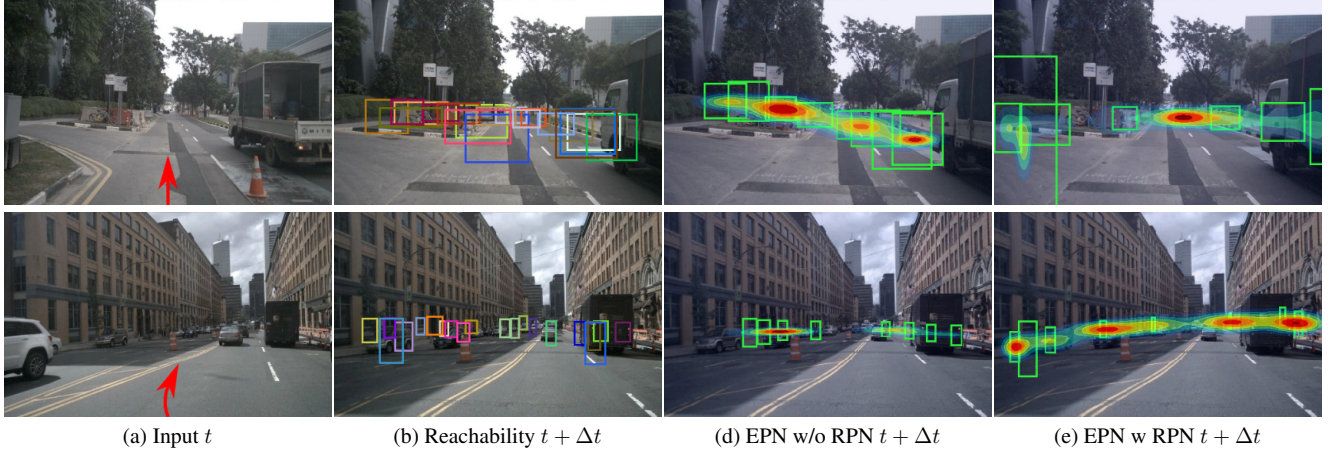 (a) Input t
(b) Reachability t + Δt
(d) EPN w/o RPN t + Δt
(e) EPN w RPN t + Δt